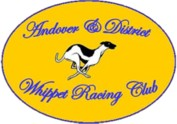 Andover & District
Whippet Racing Club